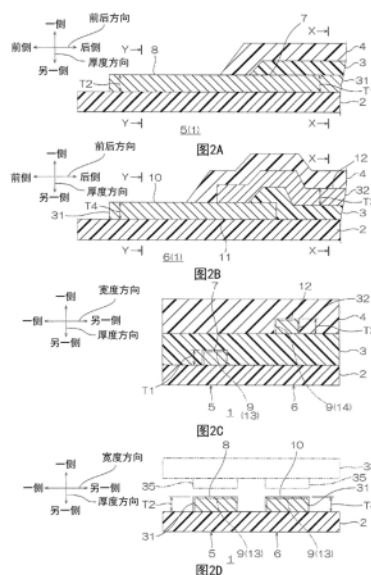 X
7
4
一侧
前后方向
Y
8
3
前侧
后侧
T2
T1
31
厚度方向
2
另一侧
Y
5(1)
X
图2A
X
12
一侧
前后方向
Y
10
4
32
前侧
后侧
T4
31
3
厚度方向
2
另一侧
Y
6(1)
11
X
图2B
宽度方向
7
12
32
一侧
4
一侧
另一侧
厚度方向
3
另一侧
T1
2
5
1
9
(13)
6
9(14)
图2C
宽度方向
8
10
一侧
35
35
一侧
另一侧
厚度方向
T2
31
另一侧
31
2
5
9(13)
1
6
9(13)
图2D